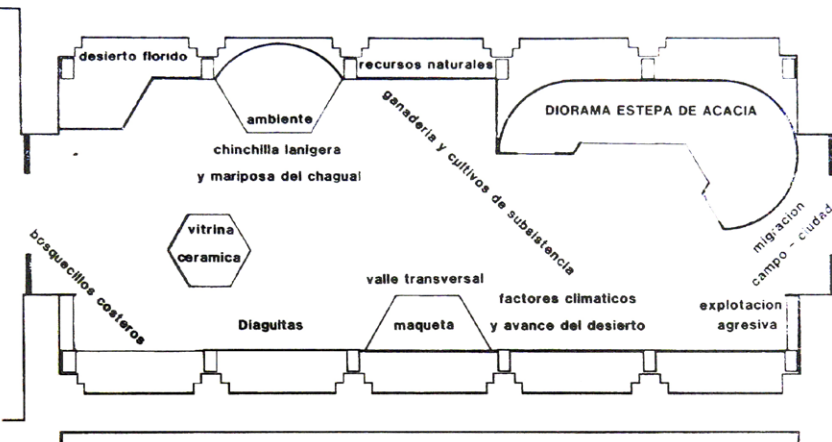 desierto florido
recursos naturales
ambiente
DIORAMA ESTEPA DE ACACIA
ganaderia y cultivos de subsistencia
chinchilla lanigera
y mariposa del chagual
vitrina
ceramica
migracion
campo - ciudad
bosquecillos costeros
valle transversal
factores climaticos
y avance del desierto
explotacion
agresiva
Diaguitas
maqueta